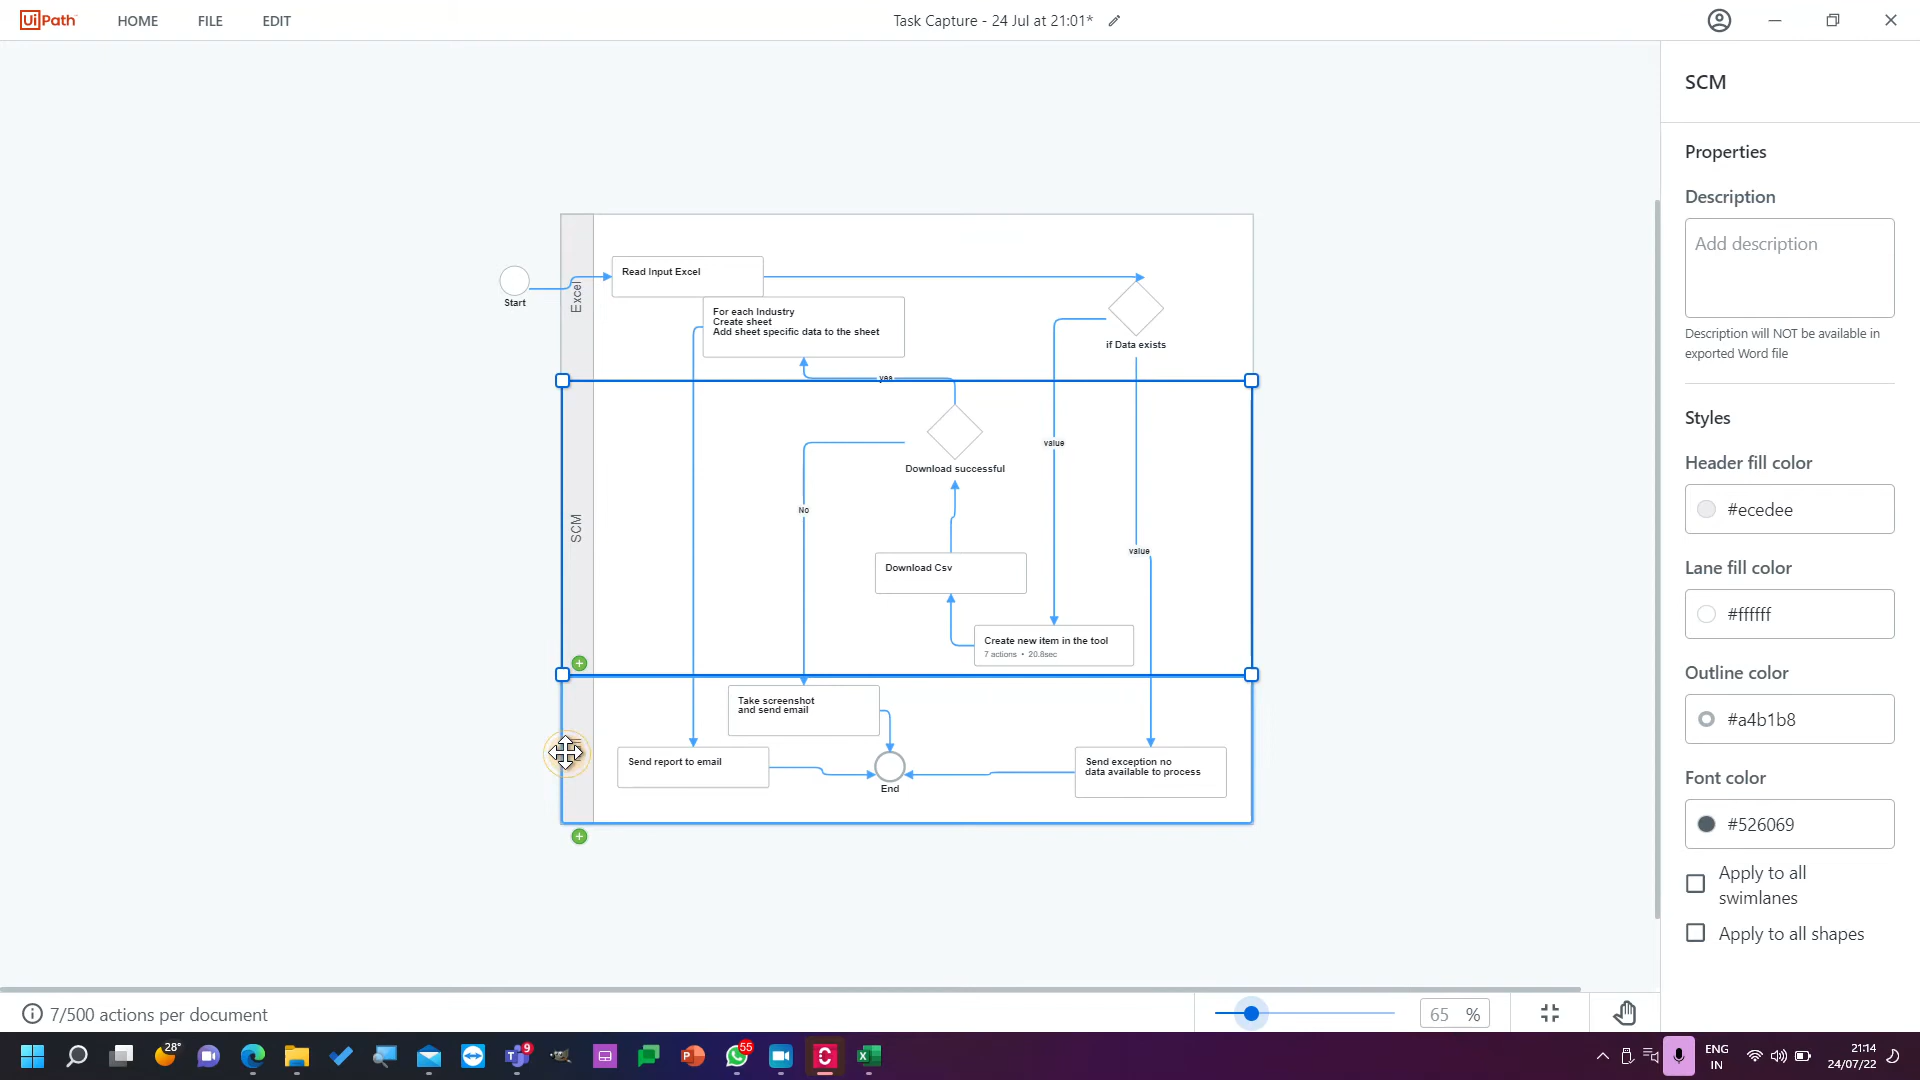 UiPath
HOME
FILE
EDIT
Task Capture - 24 Jul at 21:01*
SCM
Properties
Description
Add description
Description will NOT be available in
exported Word file
Styles
Header fill color
#ecedee
Lane fill color
#ffffff
Outline color
#a4b1b8
Font color
#526069
Apply to all
swimlanes
Apply to all shapes
Start
Excel
Read Input Excel
For each Industry
Create sheet
Add sheet specific data to the sheet
if Data exists
yes
SCM
Download successful
value
No
value
Download Csv
Create new item in the tool
7 actions • 20.8sec
Take screenshot
and send email
Send report to email
End
Send exception no
data available to process
7/500 actions per document
65 %
28°
9
55
ENG
IN
21:14
24/07/22